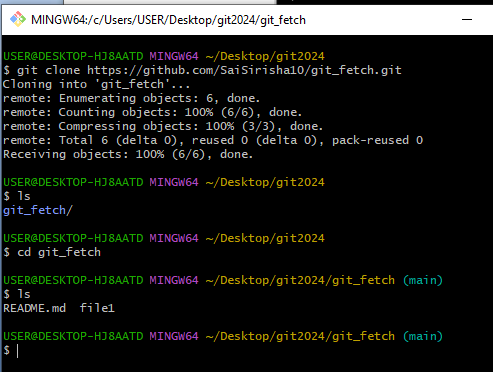 MINGW64:/c/Users/USER/Desktop/git2024/git_fetch
USER@DESKTOP-HJ8AATD MINGW64 ~/Desktop/git2024
$ git clone https://github.com/SaiSirisha10/git_fetch.git
Cloning into 'git_fetch'...
remote: Enumerating objects: 6, done.
remote: Counting objects: 100% (6/6), done.
remote: Compressing objects: 100% (3/3), done.
remote: Total 6 (delta 0), reused 0 (delta 0), pack-reused 0
Receiving objects: 100% (6/6), done.
USER@DESKTOP-HJ8AATD MINGW64 ~/Desktop/git2024
$ ls
git_fetch/
USER@DESKTOP-HJ8AATD MINGW64 ~/Desktop/git2024
$ cd git_fetch
USER@DESKTOP-HJ8AATD MINGW64 ~/Desktop/git2024/git_fetch (main)
$ ls
README.md  file1
USER@DESKTOP-HJ8AATD MINGW64 ~/Desktop/git2024/git_fetch (main)
$